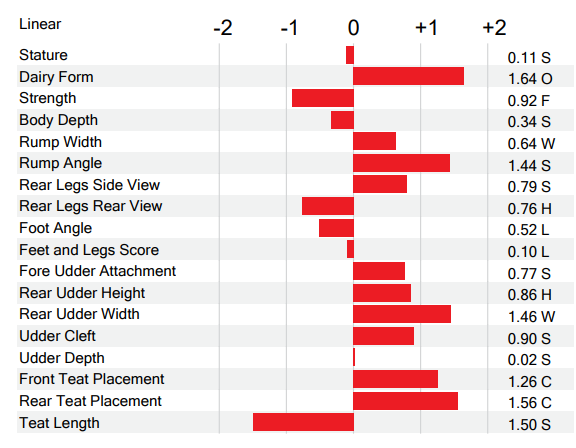 Linear -2 -1 0 +1 +2
Stature 0.11 S
Dairy Form 1.64 O
Strength 0.92 F
Body Depth 0.34 S
Rump Width 0.64 W
Rump Angle 1.44 S
Rear Legs Side View 0.79 S
Rear Legs Rear View 0.76 H
Foot Angle 0.52 L
Feet and Legs Score 0.10 L
Fore Udder Attachment 0.77 S
Rear Udder Height 0.86 H
Rear Udder Width 1.46 W
Udder Cleft 0.90 S
Udder Depth 0.02 S
Front Teat Placement 1.26 C
Rear Teat Placement 1.56 C
Teat Length 1.50 S